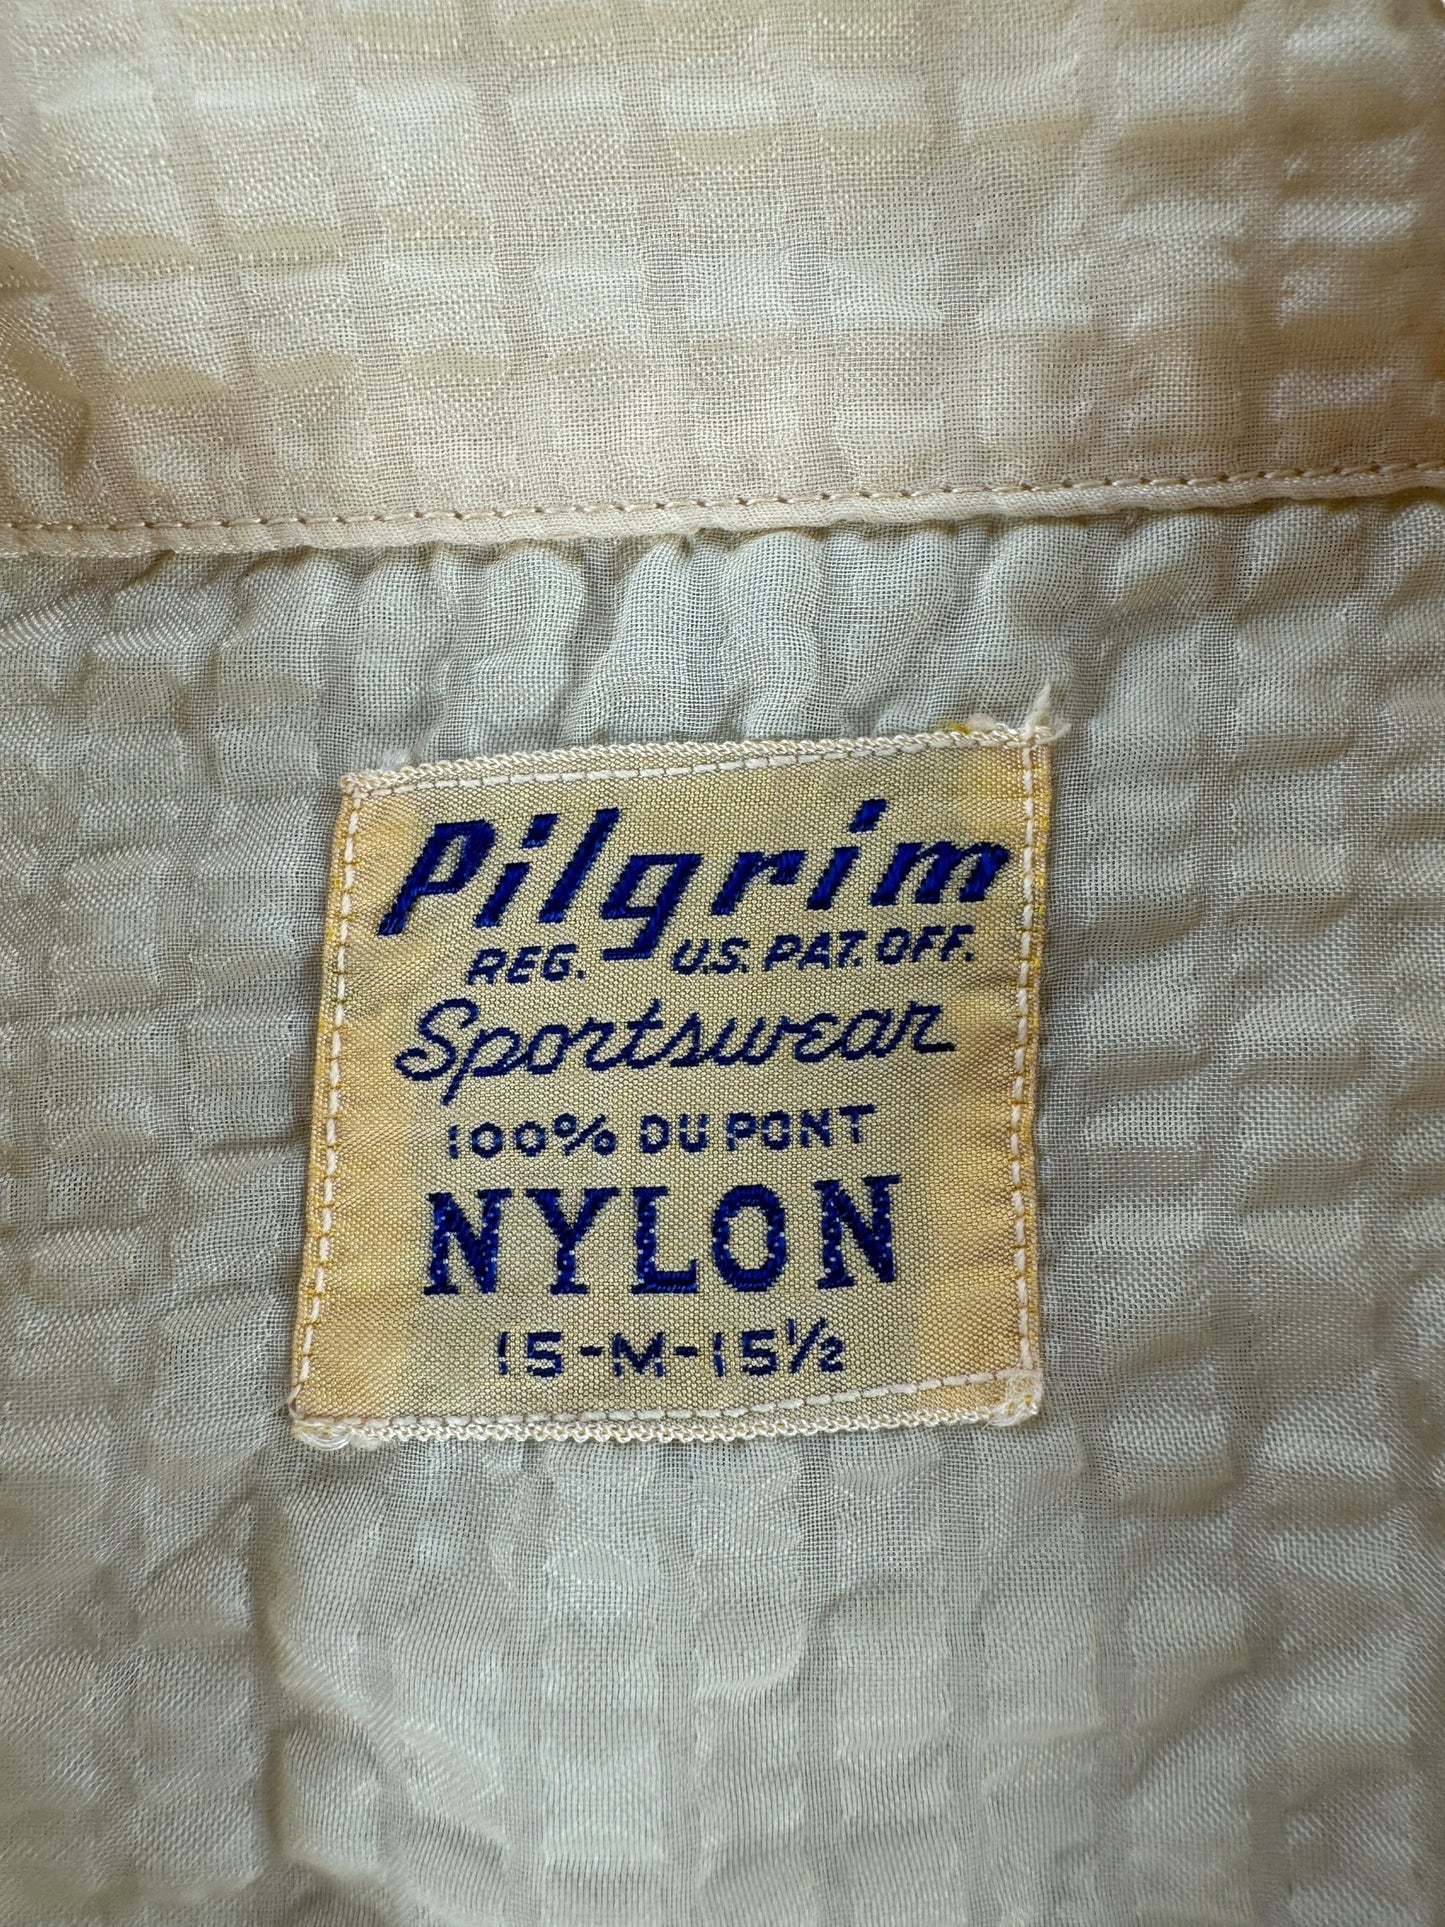 Pilgrim
REG. U.S. PAT. OFF.
Sportswear
100% DU PONT
NYLON
15-M-15½